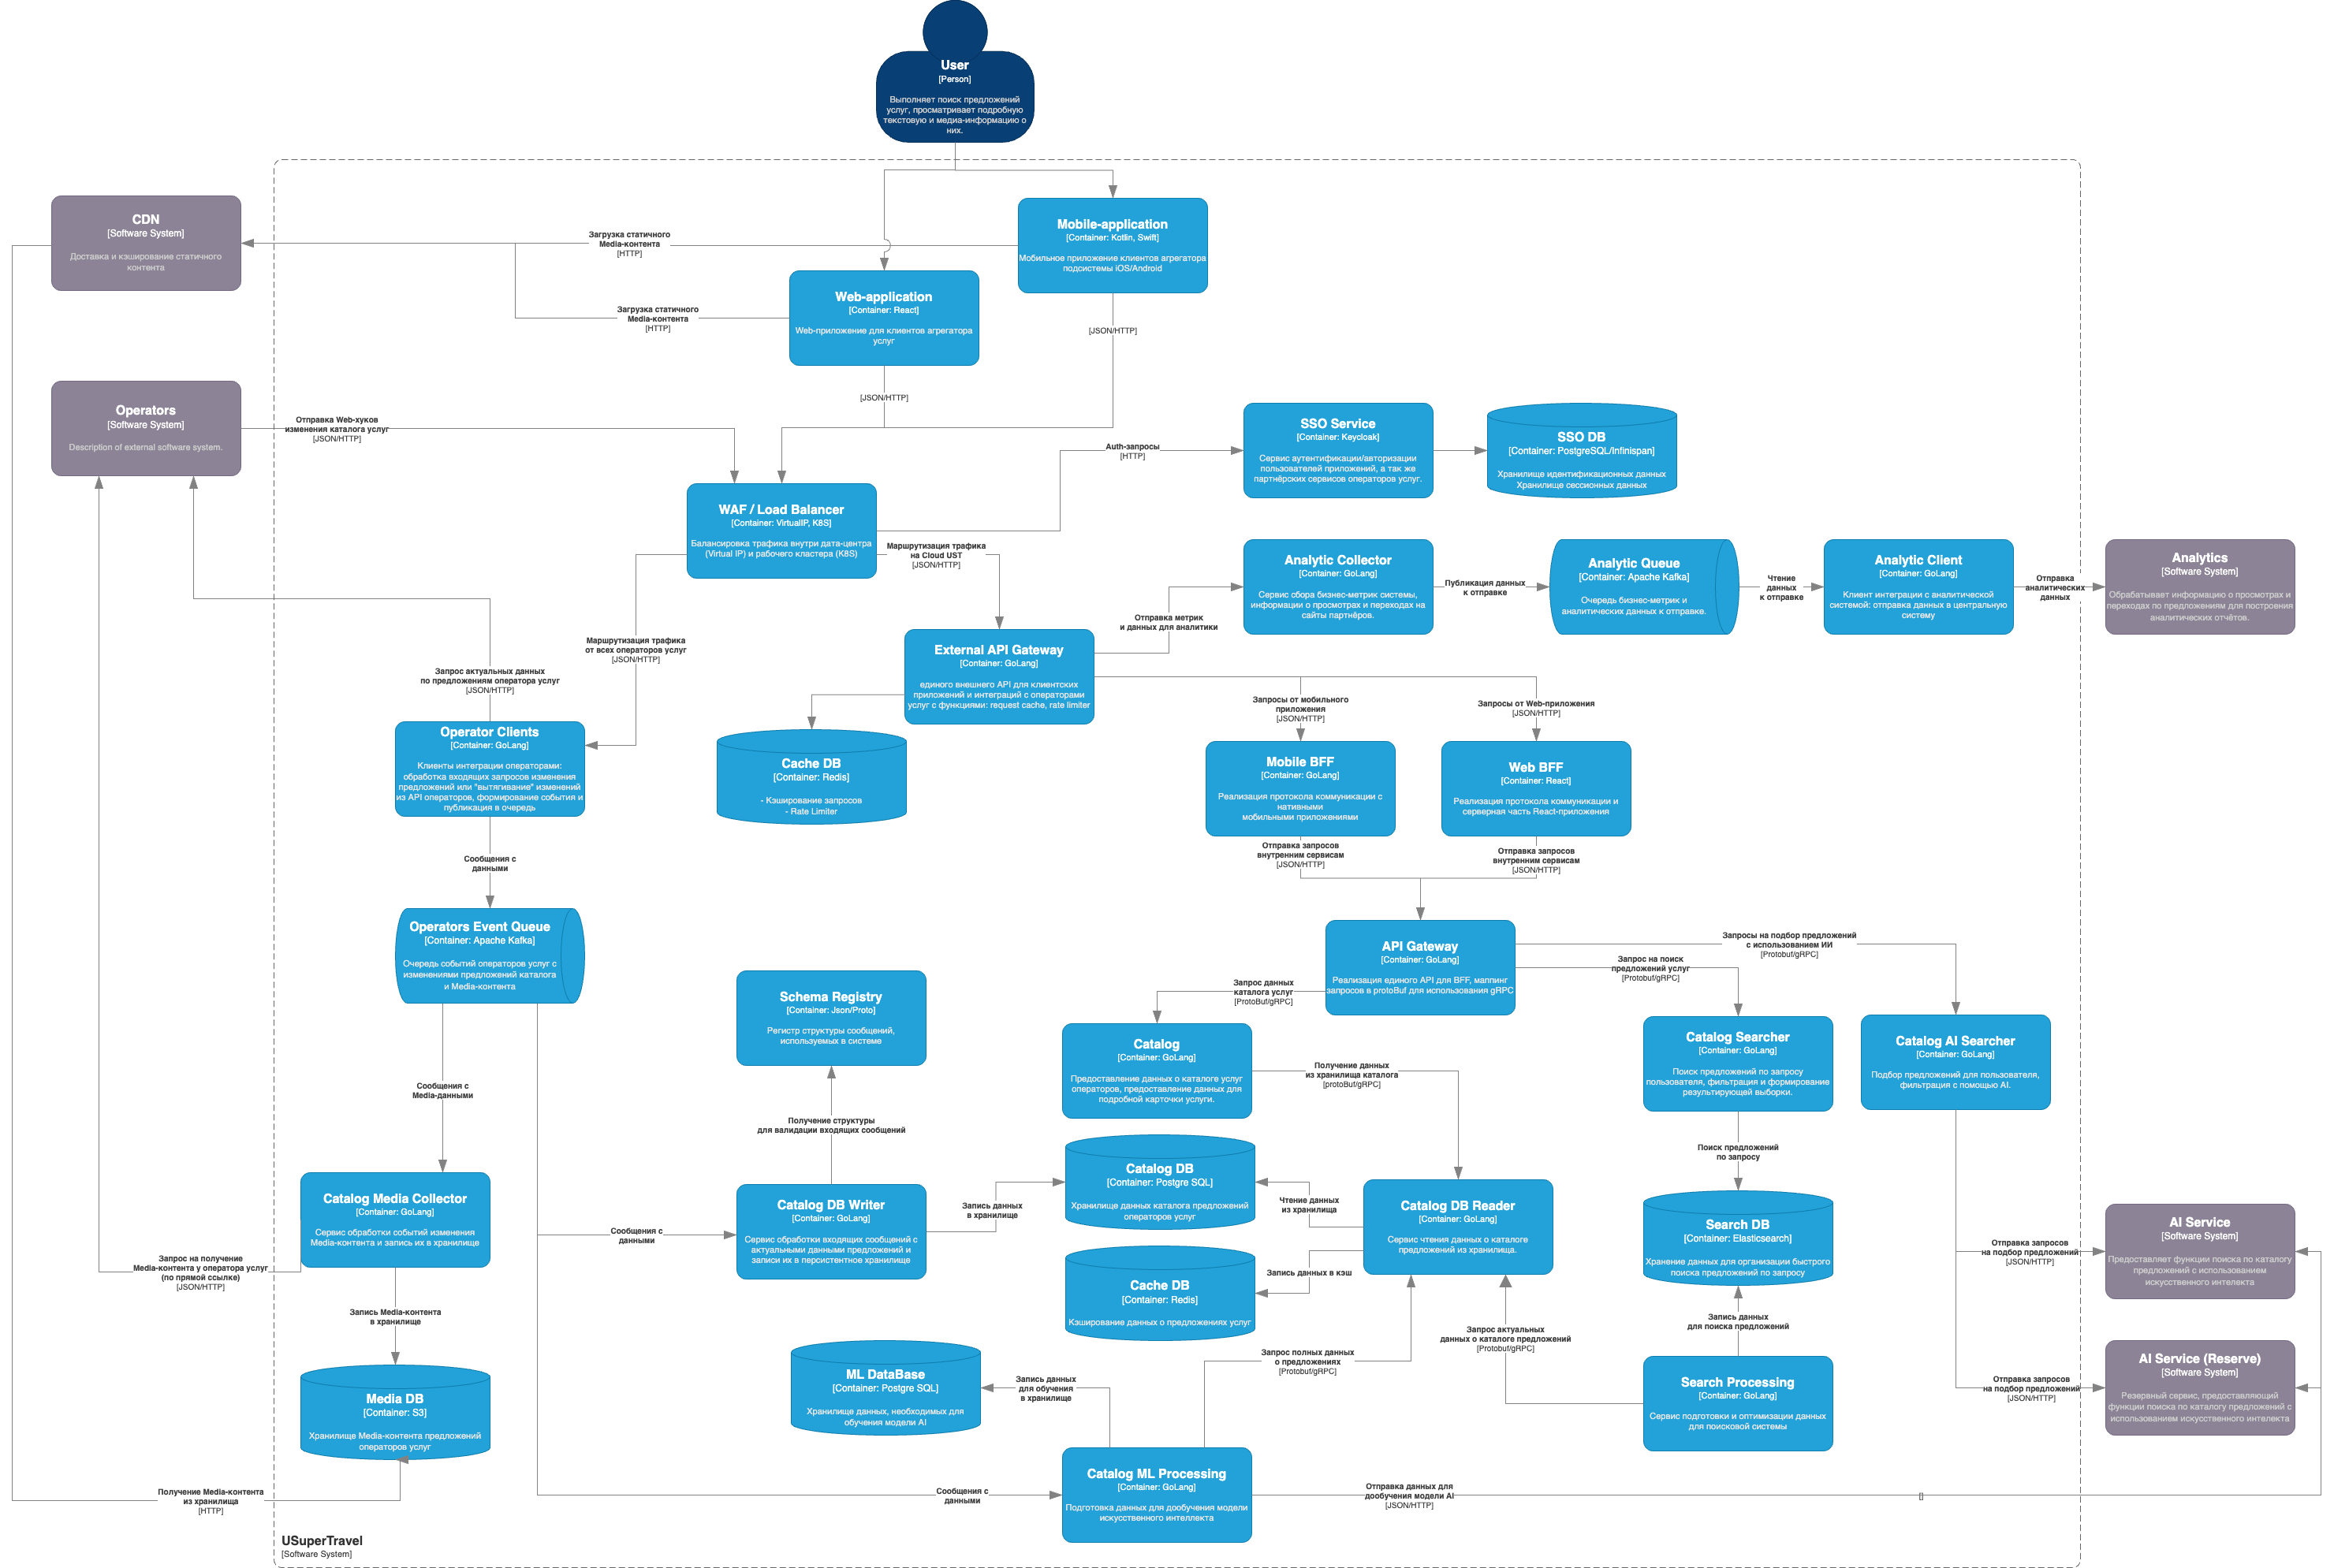 User
[Person]
Выполняет поиск предложений
услуг, просматривает подробную
текстовую и медиа-информацию о
них.
CDN
[Software System]
Доставка и кэширование статичного
контента
Загрузка статичного
Media-контента
[HTTP]
Mobile-application
[Container: Kotlin, Swift]
Мобильное приложение клиентов агрегатора
подсистемы iOS/Android
Загрузка статичного
Media-контента
[HTTP]
Web-application
[Container: React]
Web-приложение для клиентов агрегатора
услуг
[JSON/HTTP]
[JSON/HTTP]
Operators
[Software System]
Description of external software system.
Отправка Web-хуков
изменения каталога услуг
[JSON/HTTP]
WAF / Load Balancer
[Container: VirtualIP, K8S]
Балансировка трафика внутри дата-центра
(Virtual IP) и рабочего кластера (K8S)
Auth-запросы
[HTTP]
SSO Service
[Container: Keycloak]
Сервис аутентификации/авторизации
пользователей приложений, а так же
партнёрских сервисов операторов услуг.
SSO DB
[Container: PostgreSQL/Infinispan]
Хранилище идентификационных данных
Хранилище сессионных данных
Маршрутизация трафика
на Cloud UST
[JSON/HTTP]
Analytic Collector
[Container: GoLang]
Сервис сбора бизнес-метрик системы,
информации о просмотрах и переходах на
сайты партнёров.
Публикация данных
к отправке
Analytic Queue
[Container: Apache Kafka]
Очередь бизнес-метрик и
аналитических данных к отправке.
Чтение
данных
к отправке
Analytic Client
[Container: GoLang]
Клиент интеграции с аналитической
системой: отправка данных в центральную
систему
Отправка
аналитических
данных
Analytics
[Software System]
Обрабатывает информацию о просмотрах и
переходах по предложениям для построения
аналитических отчётов.
Отправка метрик
и данных для аналитики
Маршрутизация трафика
от всех операторов услуг
[JSON/HTTP]
External API Gateway
[Container: GoLang]
единого внешнего API для клиентских
приложений и интеграций с операторами
услуг с функциями: request cache, rate limiter
Запрос актуальных данных
по предложениям оператора услуг
[JSON/HTTP]
Запросы от мобильного
приложения
[JSON/HTTP]
Запросы от Web-приложения
[JSON/HTTP]
Operator Clients
[Container: GoLang]
Клиенты интеграции операторами:
обработка входящих запросов изменения
предложений или "вытягивание" изменений
из API операторов, формирование события и
публикация в очередь
Cache DB
[Container: Redis]
- Кэширование запросов
- Rate Limiter
Mobile BFF
[Container: GoLang]
Реализация протокола коммуникации с
нативными
мобильными приложениями
Web BFF
[Container: React]
Реализация протокола коммуникации и
серверная часть React-приложения
Сообщения с
данными
Отправка запросов
внутренним сервисам
[JSON/HTTP]
Отправка запросов
внутренним сервисам
[JSON/HTTP]
Operators Event Queue
[Container: Apache Kafka]
Очередь событий операторов услуг с
изменениями предложений каталога
и Media-контента
API Gateway
[Container: GoLang]
Реализация единого API для BFF, маппинг
запросов в protoBuf для использования gRPC
Запросы на подбор предложений
с использованием ИИ
[Protobuf/gRPC]
Запрос на поиск
предложений услуг
[Protobuf/gRPC]
Запрос данных
каталога услуг
[ProtoBuf/gRPC]
Schema Registry
[Container: Json/Proto]
Регистр структуры сообщений,
используемых в системе
Catalog
[Container: GoLang]
Предоставление данных о каталоге услуг
операторов, предоставление данных для
подробной карточки услуги.
Получение данных
из хранилища каталога
[protoBuf/gRPC]
Catalog Searcher
[Container: GoLang]
Поиск предложений по запросу
пользователя, фильтрация и формирование
результирующей выборки.
Catalog AI Searcher
[Container: GoLang]
Подбор предложений для пользователя,
фильтрация с помощью AI.
Сообщения с
Media-данными
Получение структуры
для валидации входящих сообщений
Поиск предложений
по запросу
Catalog Media Collector
[Container: GoLang]
Сервис обработки событий изменения
Media-контента и запись их в хранилище
Сообщения с
данными
Catalog DB Writer
[Container: GoLang]
Сервис обработки входящих сообщений с
актуальными данными предложений и
записи их в персистентное хранилище
Запись данных
в хранилище
Catalog DB
[Container: Postgre SQL]
Хранилище данных каталога предложений
операторов услуг
Чтение данных
из хранилища
Catalog DB Reader
[Container: GoLang]
Сервис чтения данных о каталоге
предложений из хранилища.
Search DB
[Container: Elasticsearch]
Хранение данных для организации быстрого
поиска предложений по запросу
Отправка запросов
на подбор предложений
[JSON/HTTP]
AI Service
[Software System]
Предоставляет функции поиска по каталогу
предложений с использованием
искусственного интелекта
Запрос на получение
Media-контента у оператора услуг
(по прямой ссылке)
[JSON/HTTP]
Запись данных в кэш
Cache DB
[Container: Redis]
Кэширование данных о предложениях услуг
Запись Media-контента
в хранилище
Запрос актуальных
данных о каталоге предложений
[Protobuf/gRPC]
Запись данных
для поиска предложений
Запрос полных данных
о предложениях
[Protobuf/gRPC]
ML DataBase
[Container: Postgre SQL]
Хранилище данных, необходимых для
обучения модели AI
Запись данных
для обучения
в хранилище
Search Processing
[Container: GoLang]
Сервис подготовки и оптимизации данных
для поисковой системы
Отправка запросов
на подбор предложений
[JSON/HTTP]
AI Service (Reserve)
[Software System]
Резервный сервис, предоставляющий
функции поиска по каталогу предложений с
использованием искусственного интелекта
Media DB
[Container: S3]
Хранилище Media-контента предложений
операторов услуг
Получение Media-контента
из хранилища
[HTTP]
Сообщения с
данными
Catalog ML Processing
[Container: GoLang]
Подготовка данных для дообучения модели
искусственного интеллекта
Отправка данных для
дообучения модели AI
[JSON/HTTP]
[]
USuperTravel
[Software System]